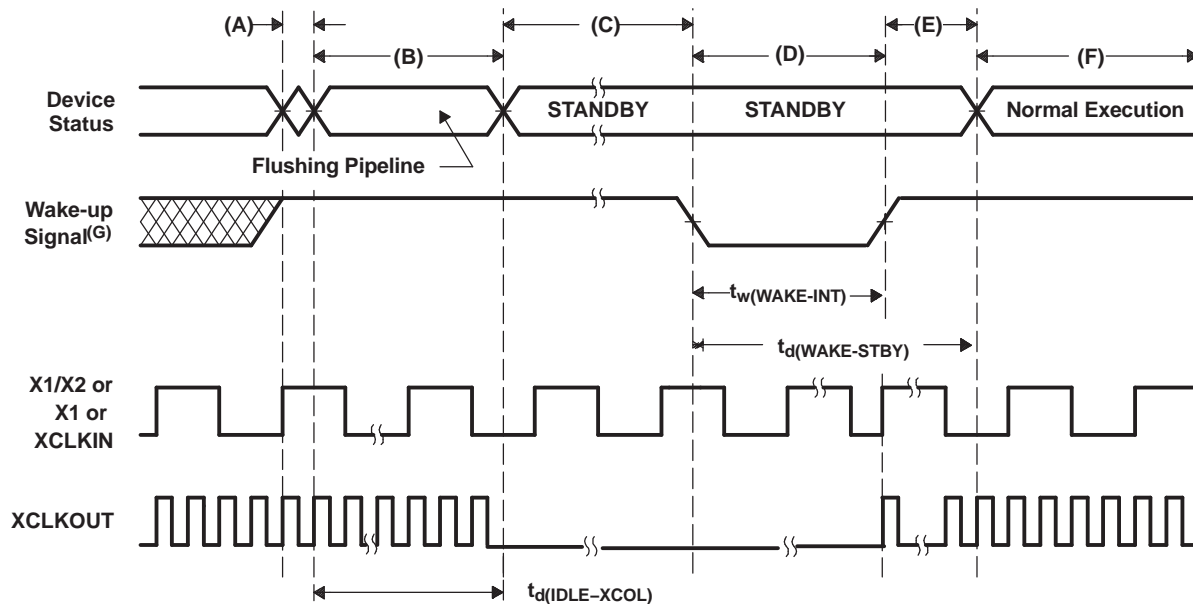 (A)
(C)
(E)
(B)
(D)
(F)
Device
Status
STANDBY
STANDBY
Normal Execution
Flushing Pipeline
Wake-up
Signal(G)
tw(WAKE-INT)
td(WAKE-STBY)
X1/X2 or
X1 or
XCLKIN
XCLKOUT
td(IDLE–XCOL)